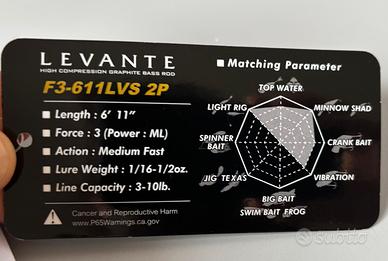 LEVANTE
HIGH COMPRESSION GRAPHITE BASS ROD
F3-611LVS 2P
■ Length : 6' 11"
■ Force : 3 (Power : ML)
■ Action : Medium Fast
■ Lure Weight : 1/16-1/2oz.
■ Line Capacity : 3-10lb.
Cancer and Reproductive Harm
www.P65Warnings.ca.gov
■ Matching Parameter
TOP WATER
LIGHT RIG
MINNOW SHAD
SPINNER BAIT
CRANK BAIT
JIG TEXAS
VIBRATION
BIG BAIT
SWIM BAIT FROG
subito